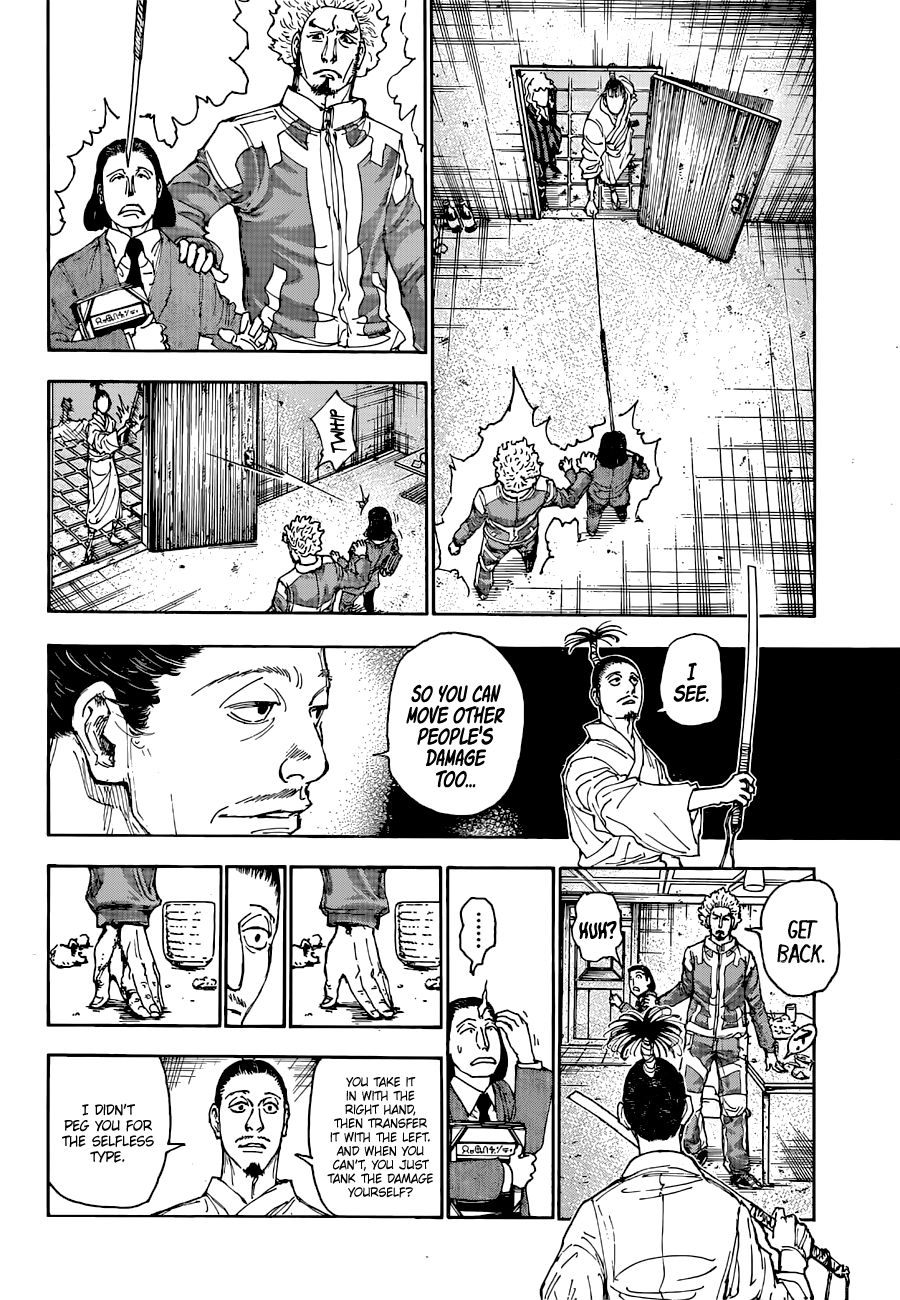 TWHP
I
SEE.
SO YOU CAN
MOVE OTHER
PEOPLE'S
DAMAGE
TOO...
GET
BACK.
HUH?
......
YOU TAKE IT
IN WITH THE
RIGHT HAND,
THEN TRANSFER
IT WITH THE LEFT.
AND WHEN YOU
CAN'T, YOU JUST
TANK THE DAMAGE
YOURSELF?
I DIDN'T
PEG YOU FOR
THE SELFLESS
TYPE.